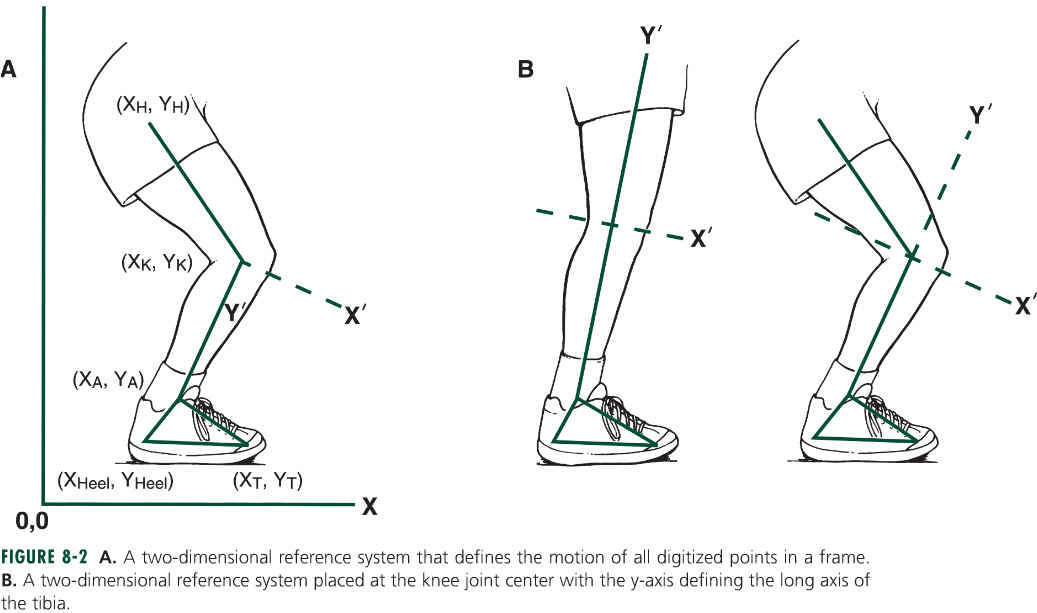 A
(XH, YH)
(XK, YK)
Y'
X'
(XA, YA)
(XHeel, YHeel)
(XT, YT)
X
0,0
B
Y'
X'
Y'
X'
FIGURE 8-2 A. A two-dimensional reference system that defines the motion of all digitized points in a frame.
B. A two-dimensional reference system placed at the knee joint center with the y-axis defining the long axis of
the tibia.